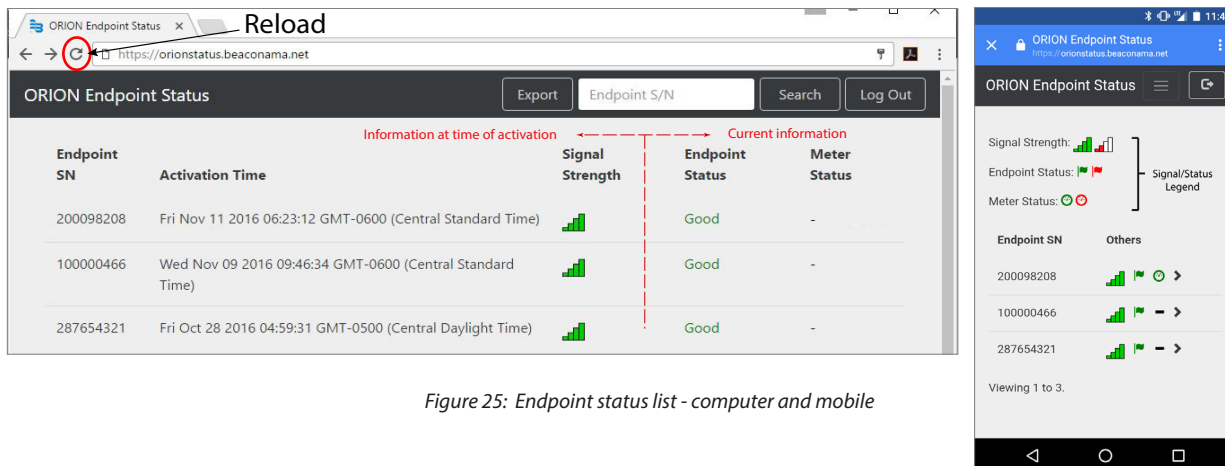 ORION Endpoint Status
Reload
https://orionstatus.beaconama.net
ORION Endpoint Status
Export
Endpoint S/N
Search
Log Out
Information at time of activation
Current information
Endpoint SN
Activation Time
Signal Strength
Endpoint Status
Meter Status
200098208 Fri Nov 11 2016 06:23:12 GMT-0600 (Central Standard Time) Good -
100000466 Wed Nov 09 2016 09:46:34 GMT-0600 (Central Standard Time) Good -
287654321 Fri Oct 28 2016 04:59:31 GMT-0500 (Central Daylight Time) Good -
Figure 25: Endpoint status list - computer and mobile
ORION Endpoint Status
https://orionstatus.beaconama.net
ORION Endpoint Status
Signal Strength:
Endpoint Status:
Meter Status:
Signal/Status
Legend
Endpoint SN Others
200098208
100000466
287654321
Viewing 1 to 3.